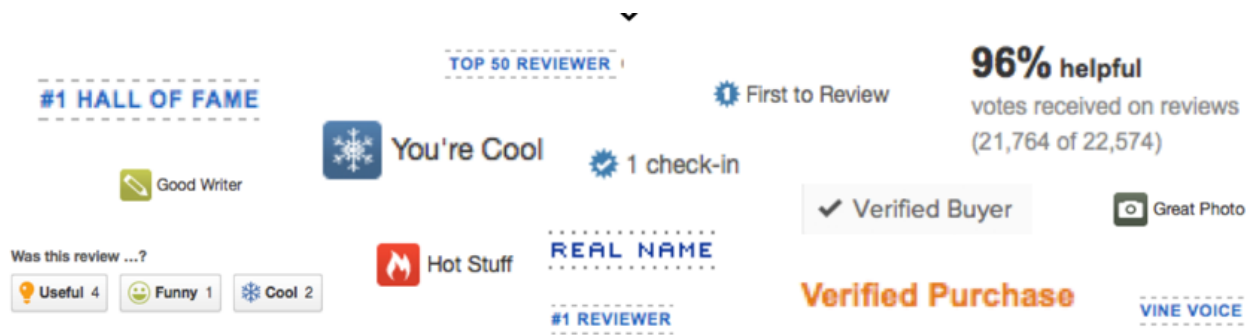 TOP 50 REVIEWER
96% helpful
votes received on reviews
(21,764 of 22,574)
#1 HALL OF FAME
First to Review
You're Cool
1 check-in
Good Writer
Verified Buyer
Great Photo
Was this review ...?
Useful 4 Funny 1 Cool 2
Hot Stuff
REAL NAME
Verified Purchase
#1 REVIEWER
VINE VOICE